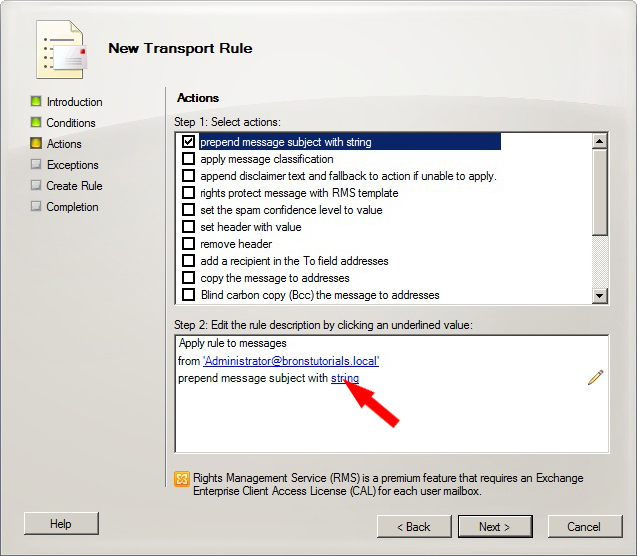 New Transport Rule
Introduction
Conditions
Actions
Exceptions
Create Rule
Completion
Actions
Step 1: Select actions:
prepend message subject with string
apply message classification
append disclaimer text and fallback to action if unable to apply.
rights protect message with RMS template
set the spam confidence level to value
set header with value
remove header
add a recipient in the To field addresses
copy the message to addresses
Blind carbon copy (Bcc) the message to addresses
Step 2: Edit the rule description by clicking an underlined value:
Apply rule to messages
from 'Administrator@bronstutorials.local'
prepend message subject with string
Rights Management Service (RMS) is a premium feature that requires an Exchange
Enterprise Client Access License (CAL) for each user mailbox.
Help
< Back
Next >
Cancel